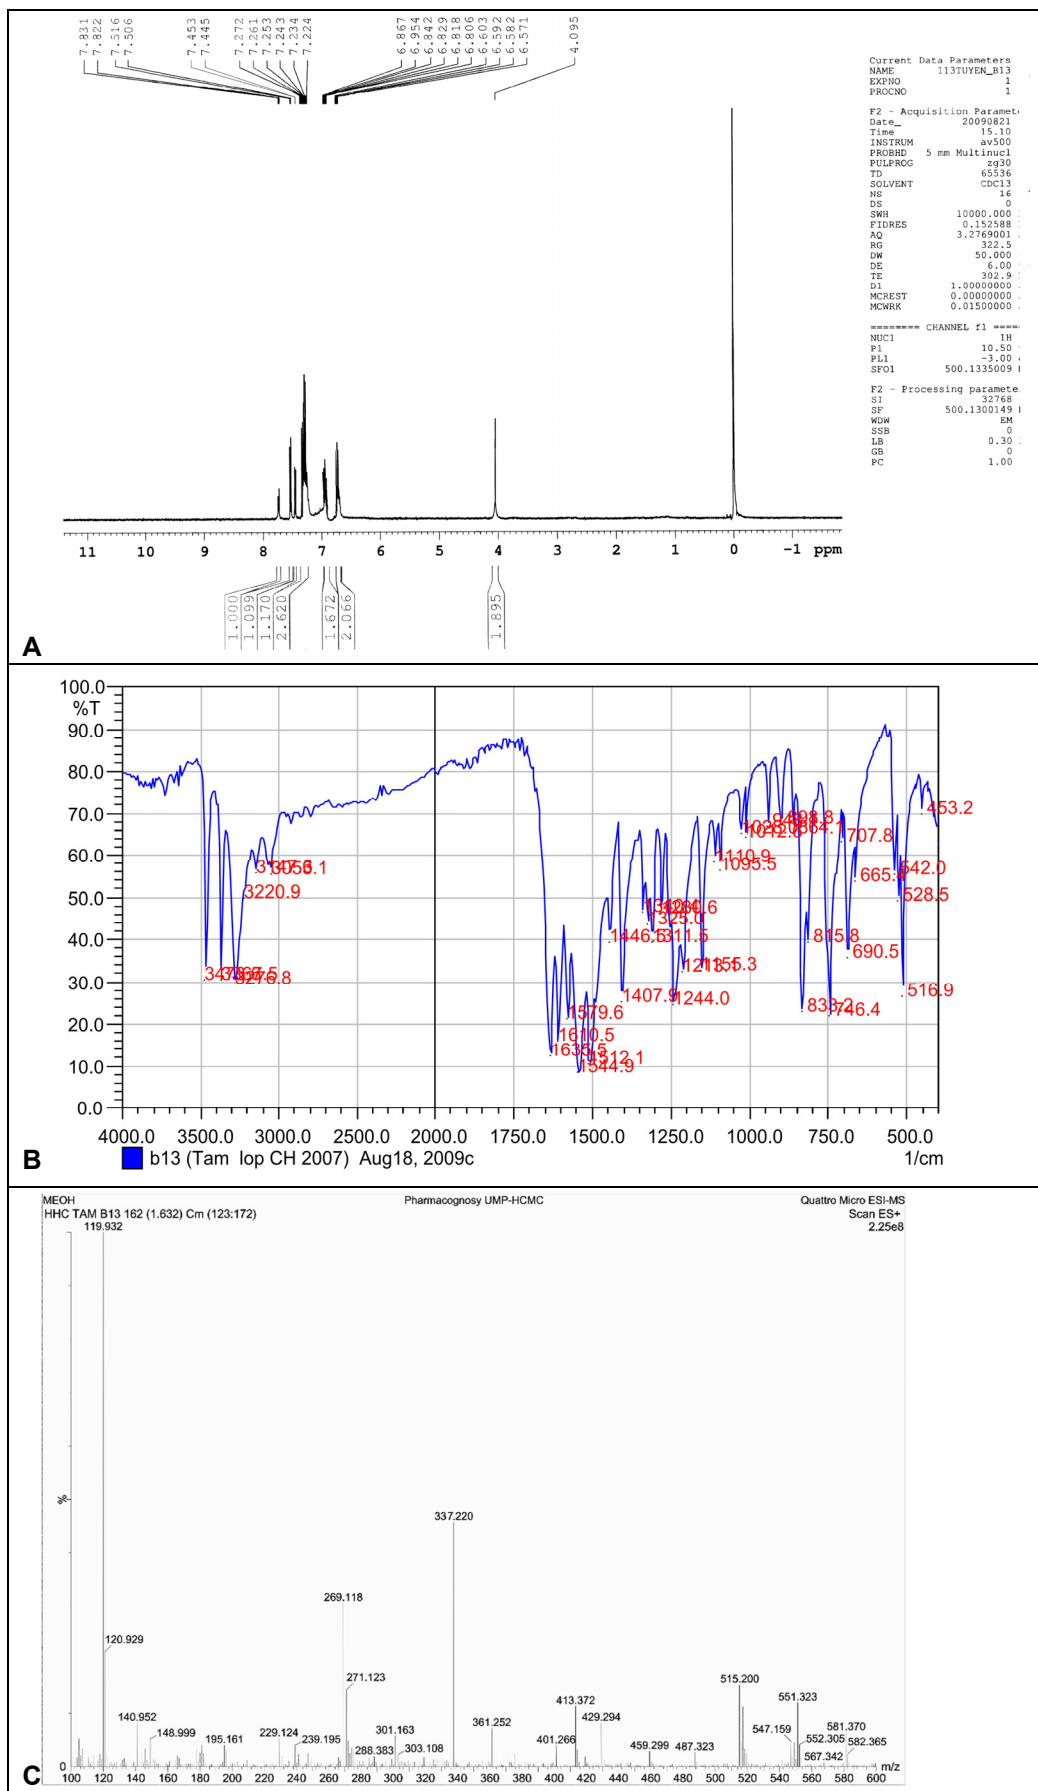 7.831
7.822
7.516
7.506
7.453
7.445
7.272
7.261
7.253
7.243
7.234
7.224
6.867
6.954
6.842
6.829
6.818
6.806
6.603
6.592
6.582
6.571
4.095
Current Data Parameters
NAME 113TUYEN_B13
EXPNO 1
PROCNO 1
F2 - Acquisition Paramet
Date_ 20090821
Time 15.10
INSTRUM av500
PROBHD 5 mm Multinucl
PULPROG zg30
TD 65536
SOLVENT CDCl3
NS 16
DS 0
SWH 10000.000
FIDRES 0.152588
AQ 3.2769001
RG 322.5
DW 50.000
DE 6.00
TE 302.9
D1 1.00000000
MCREST 0.00000000
MCWRK 0.01500000
======== CHANNEL f1 ====
NUC1 1H
P1 10.50
PL1 -3.00
SFO1 500.1335009
F2 - Processing paramete
SI 32768
SF 500.1300149
WDW EM
SSB 0
LB 0.30
GB 0
PC 1.00
11 10 9 8 7 6 5 4 3 2 1 0 -1 ppm
1.000
1.099
1.170
2.620
1.672
2.066
1.895
A
100.0
%T
90.0
80.0
70.0
60.0
50.0
40.0
30.0
20.0
10.0
0.0
3220.9
3276.8
1635.5
1610.5
1579.6
1544.9
1512.1
1446.5
1407.9
1311.5
1325.0
1244.0
1213.1
1155.3
1110.9
1095.5
833.2
815.8
746.4
707.8
690.5
665.4
542.0
528.5
516.9
453.2
4000.0 3500.0 3000.0 2500.0 2000.0 1750.0 1500.0 1250.0 1000.0 750.0 500.0
B
b13 (Tam lop CH 2007) Aug18, 2009c
1/cm
MEOH Pharmacognosy UMP-HCMC Quattro Micro ESI-MS
HHC TAM B13 162 (1.632) Cm (123:172) Scan ES+
119.932 2.25e8
%
337.220
269.118
120.929
271.123
515.200
551.323
413.372
429.294
140.952
148.999
195.161
229.124
239.195
288.383
301.163
303.108
361.252
401.266
459.299
487.323
547.159
552.305
567.342
581.370
582.365
0
100 120 140 160 180 200 220 240 260 280 300 320 340 360 380 400 420 440 460 480 500 520 540 560 580 600 m/z
C